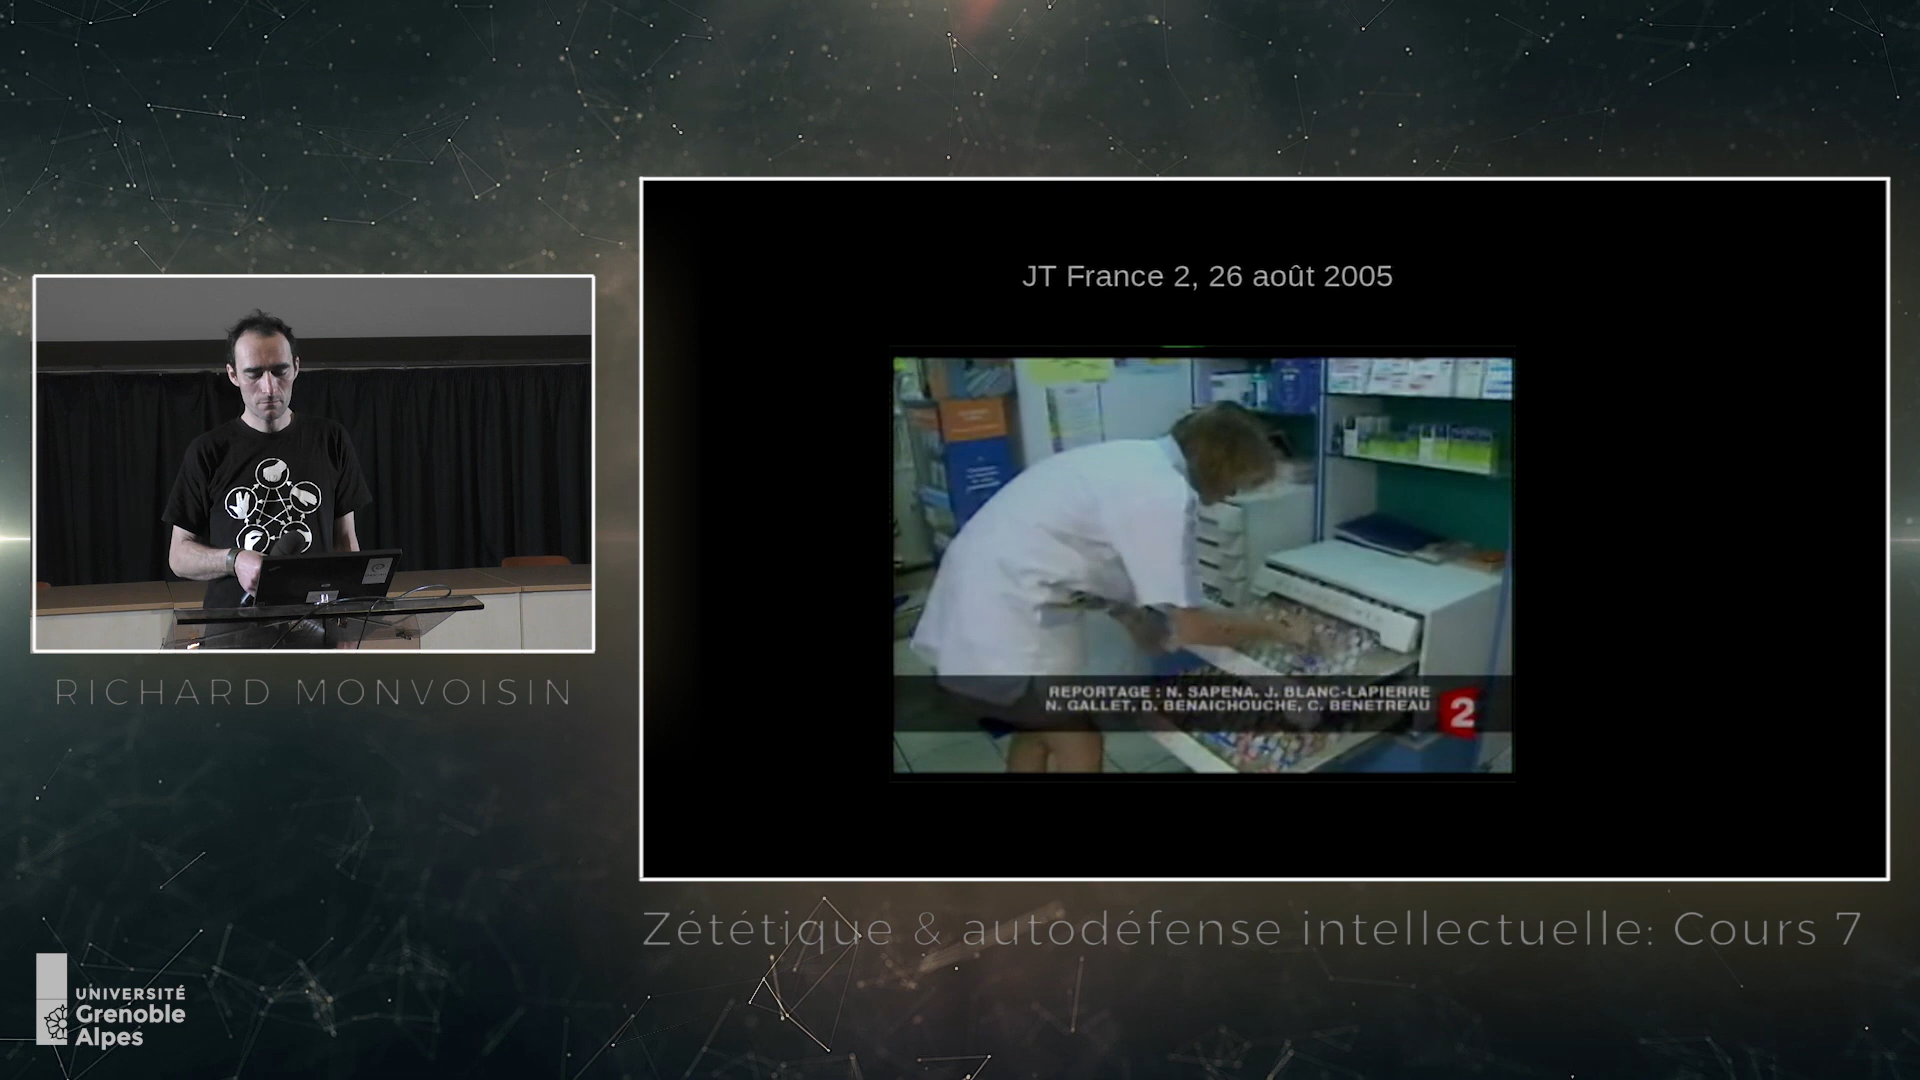 JT France 2, 26 août 2005
REPORTAGE : N. SAPENA, J. BLANC-LAPIERRE
N. GALLET, D. BENAICHOUCHE, C. BENETREAU
2
RICHARD MONVOISIN
Zététique & autodéfense intellectuelle: Cours 7
UNIVERSITÉ
Grenoble
Alpes